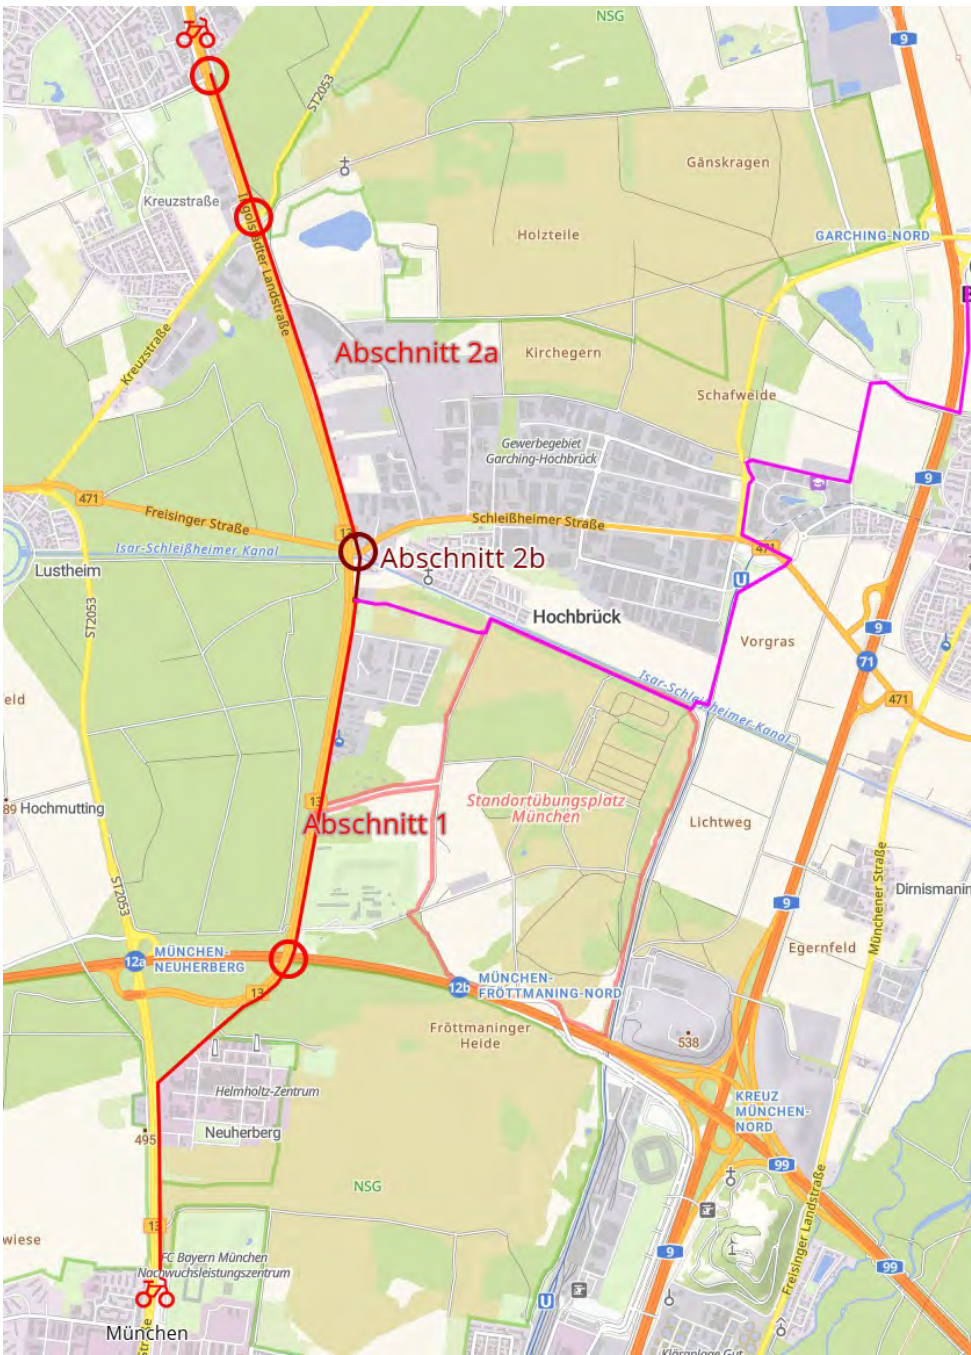 NSG
9
ST2053
Gänskragen
Kreuzstraße
Holzteile
GARCHING-NORD
Ingolstädter Landstraße
Abschnitt 2a
Kirchegern
Kreuzstraße
Schafweide
Gewerbegebiet
Garching-Hochbrück
9
471
Freisinger Straße
13
Schleißheimer Straße
471
Isar-Schleißheimer Kanal
Abschnitt 2b
Lustheim
U
ST2053
Hochbrück
9
Vorgras
71
Isar-Schleißheimer Kanal
eld
471
13
89 Hochmutting
Standortübungsplatz
München
Abschnitt 1
Lichtweg
Münchener Straße
ST2053
Dirnismanin
9
Egernfeld
12a
MÜNCHEN-
NEUHERBERG
13
12b
MÜNCHEN-
FRÖTTMANING-NORD
Fröttmaninger
Heide
538
Helmholtz-Zentrum
KREUZ
MÜNCHEN-
NORD
495
Neuherberg
99
NSG
13
wiese
FC Bayern München
Nachwuchsleistungszentrum
9
Freisinger Landstraße
99
U
München
Straße
Kläranlage Gut